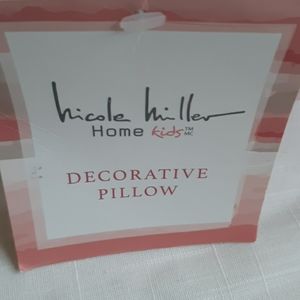 nicole miller
Home kids™ MC
DECORATIVE
PILLOW